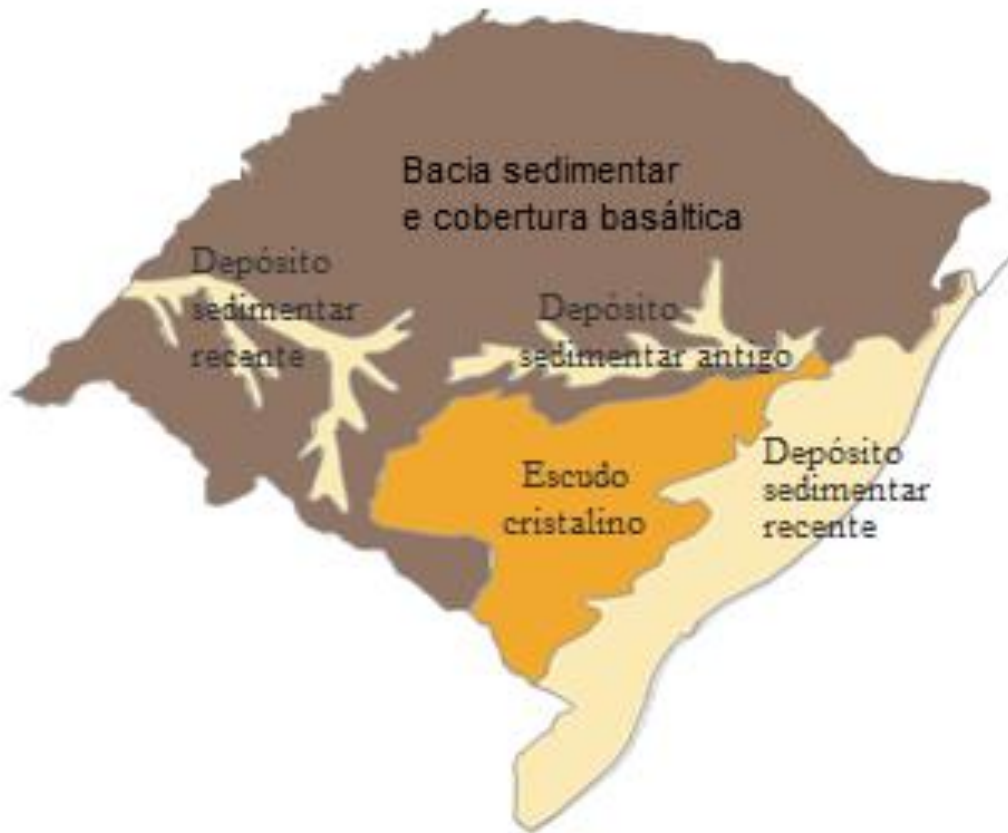 Bacia sedimentar
e cobertura basáltica
Depósito
sedimentar
recente
Depósito
sedimentar antigo
Escudo
cristalino
Depósito
sedimentar
recente